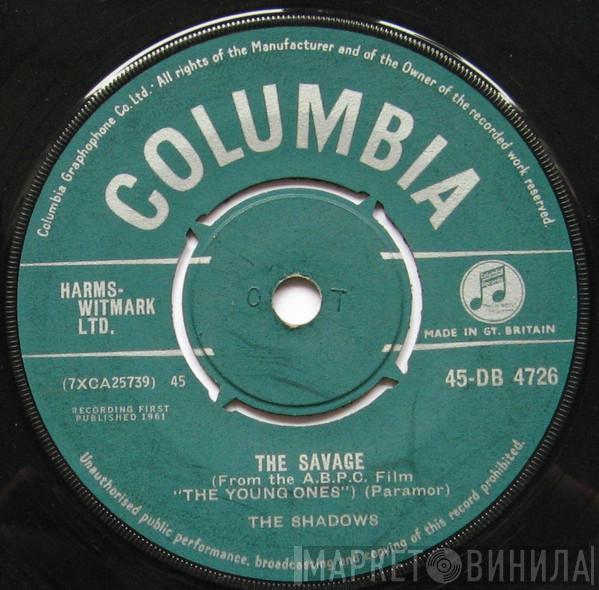 Columbia Graphophone Co. Ltd. · All rights of the Manufacturer and of the Owner of the recorded work reserved.
COLUMBIA
HARMS-
WITMARK
LTD.
MADE IN GT. BRITAIN
(7XCA25739) 45
45-DB 4726
RECORDING FIRST
PUBLISHED 1961
O T
THE SAVAGE
(From the A.B.P.C. Film
"THE YOUNG ONES") (Paramor)
THE SHADOWS
Unauthorised public performance, broadcasting and copying of this record prohibited.
МАРКЕТ ВИНИЛА